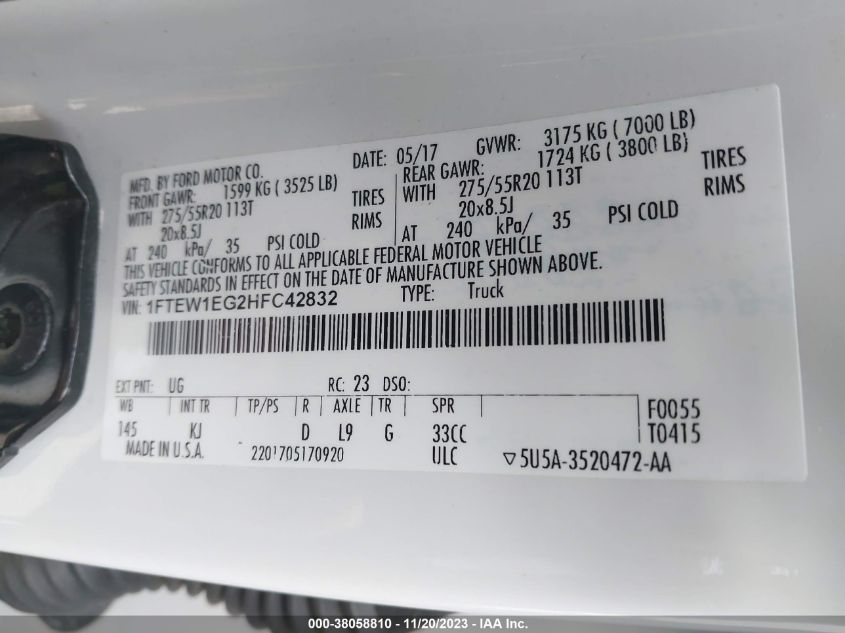 MFD. BY FORD MOTOR CO.
DATE: 05/17 GVWR: 3175 KG ( 7000 LB)
FRONT GAWR: 1599 KG ( 3525 LB)
REAR GAWR: 1724 KG ( 3800 LB)
WITH 275/55R20 113T TIRES
WITH 275/55R20 113T TIRES
20x8.5J RIMS
20x8.5J RIMS
AT 240 kPa/ 35 PSI COLD
AT 240 kPa/ 35 PSI COLD
THIS VEHICLE CONFORMS TO ALL APPLICABLE FEDERAL MOTOR VEHICLE
SAFETY STANDARDS IN EFFECT ON THE DATE OF MANUFACTURE SHOWN ABOVE.
VIN: 1FTEW1EG2HFC42832 TYPE: Truck
EXT PNT: UG RC: 23 DSO:
WB INT TR TP/PS R AXLE TR SPR F0055
145 KJ D L9 G 33CC T0415
MADE IN U.S.A. 2201705170920 ULC ▽5U5A-3520472-AA
000-38058810 - 11/20/2023 - IAA Inc.